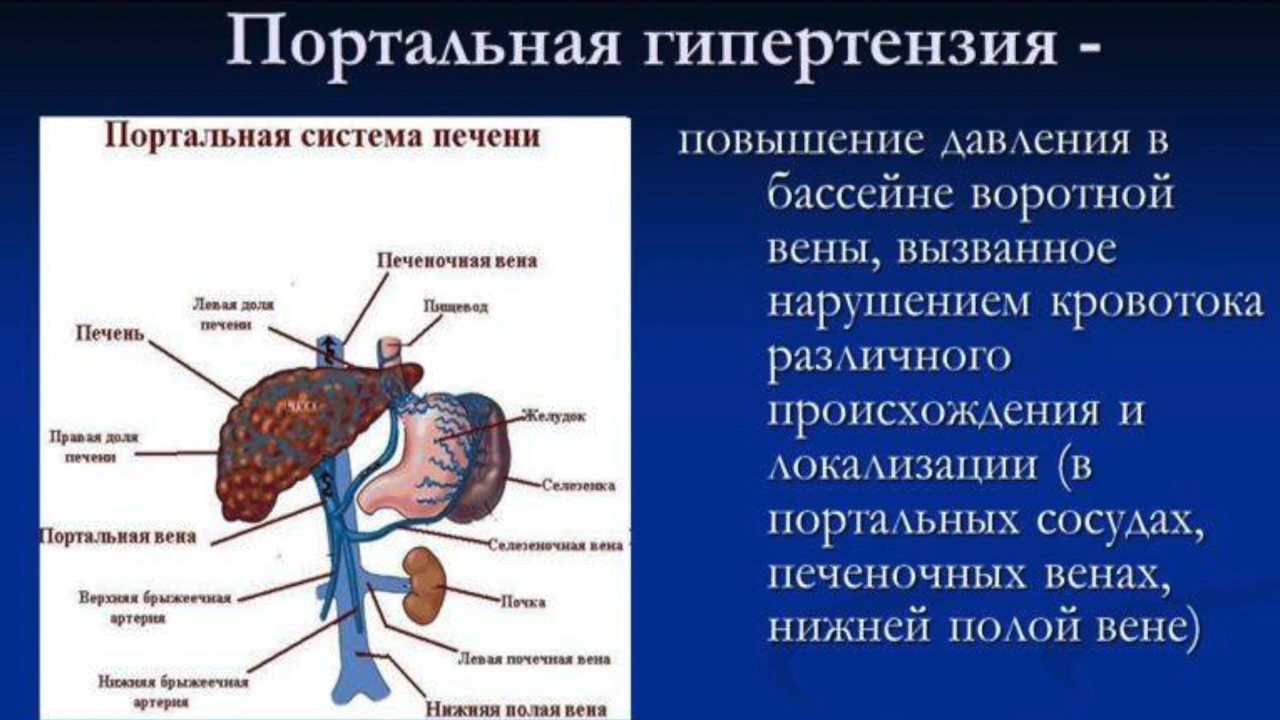 Портальная гипертензия -
Портальная система печени
Печеночная вена
Левая доля
печени
Пищевод
Печень
Желудок
Правая доля
печени
Селезенка
Портальная вена
Селезеночная вена
Верхняя брыжеечная
артерия
Почка
Левая почечная вена
Нижняя брыжеечная
артерия
Нижняя полая вена
повышение давления в
бассейне воротной
вены, вызванное
нарушением кровотока
различного
происхождения и
локализации (в
портальных сосудах,
печеночных венах,
нижней полой вене)